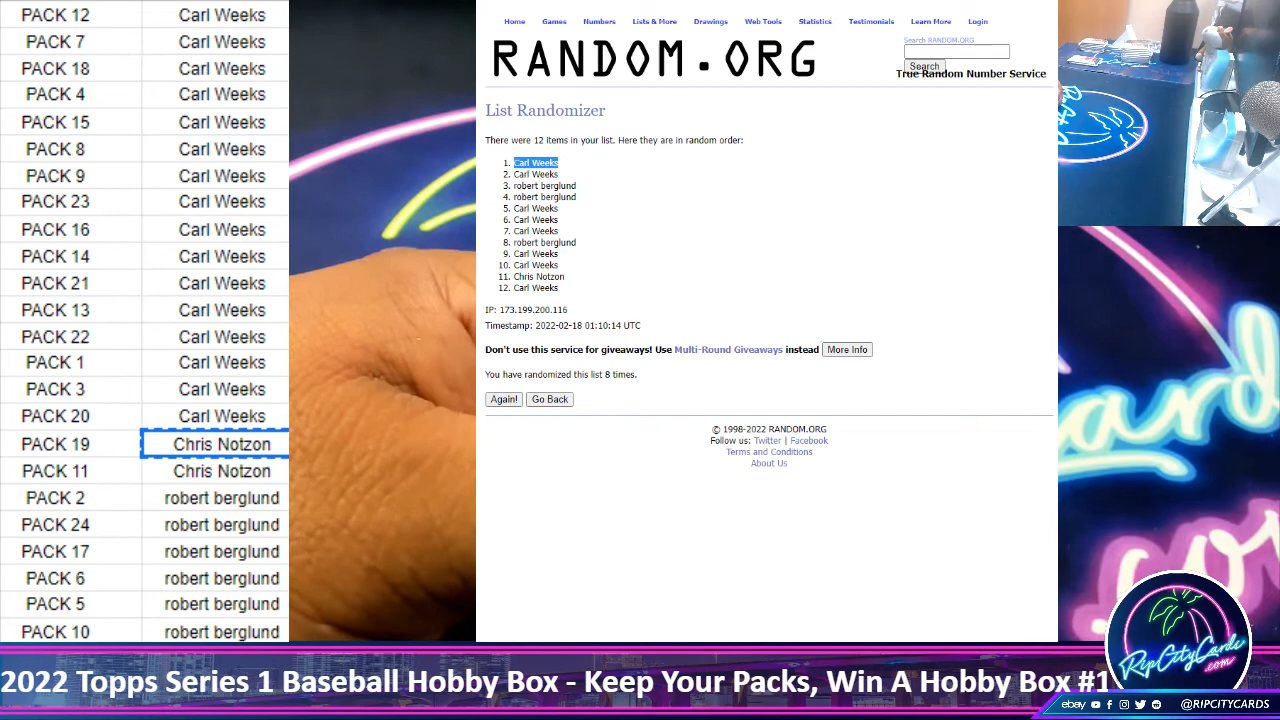 PACK 12 Carl Weeks
PACK 7 Carl Weeks
PACK 18 Carl Weeks
PACK 4 Carl Weeks
PACK 15 Carl Weeks
PACK 8 Carl Weeks
PACK 9 Carl Weeks
PACK 23 Carl Weeks
PACK 16 Carl Weeks
PACK 14 Carl Weeks
PACK 21 Carl Weeks
PACK 13 Carl Weeks
PACK 22 Carl Weeks
PACK 1 Carl Weeks
PACK 3 Carl Weeks
PACK 20 Carl Weeks
PACK 19 Chris Notzon
PACK 11 Chris Notzon
PACK 2 robert berglund
PACK 24 robert berglund
PACK 17 robert berglund
PACK 6 robert berglund
PACK 5 robert berglund
PACK 10 robert berglund
Home Games Numbers Lists & More Drawings Web Tools Statistics Testimonials Learn More Login
RANDOM.ORG
Search RANDOM.ORG
Search
True Random Number Service
List Randomizer
There were 12 items in your list. Here they are in random order:
1. Carl Weeks
2. Carl Weeks
3. robert berglund
4. robert berglund
5. Carl Weeks
6. Carl Weeks
7. Carl Weeks
8. robert berglund
9. Carl Weeks
10. Carl Weeks
11. Chris Notzon
12. Carl Weeks
IP: 173.199.200.116
Timestamp: 2022-02-18 01:10:14 UTC
Don't use this service for giveaways! Use Multi-Round Giveaways instead More Info
You have randomized this list 8 times.
Again! Go Back
© 1998-2022 RANDOM.ORG
Follow us: Twitter | Facebook
Terms and Conditions
About Us
ard
com
RipCityCards
.com
2022 Topps Series 1 Baseball Hobby Box - Keep Your Packs, Win A Hobby Box #1
ebay @RIPCITYCARDS